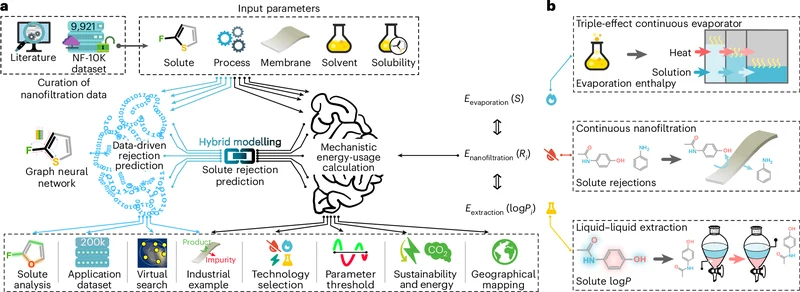 a
Input parameters
9,921
Literature
NF-10K
dataset
Curation of
nanofiltration data
F
S
Solute
Process
Membrane
Solvent
Solubility
Data-driven
rejection
prediction
Hybrid modelling
Solute rejection
prediction
Mechanistic
energy-usage
calculation
F
S
Graph neural
network
Eevaporation (S)
Enanofiltration (Ri)
Eextraction (logPi)
F
O
Solute
analysis
200k
Application
dataset
Virtual
search
Product
Impurity
Industrial
example
Technology
selection
Parameter
threshold
CO2
Sustainability
and energy
Geographical
mapping
b
Triple-effect continuous evaporator
Heat
Solution
Evaporation enthalpy
Continuous nanofiltration
Solute rejections
Liquid–liquid extraction
Solute logP